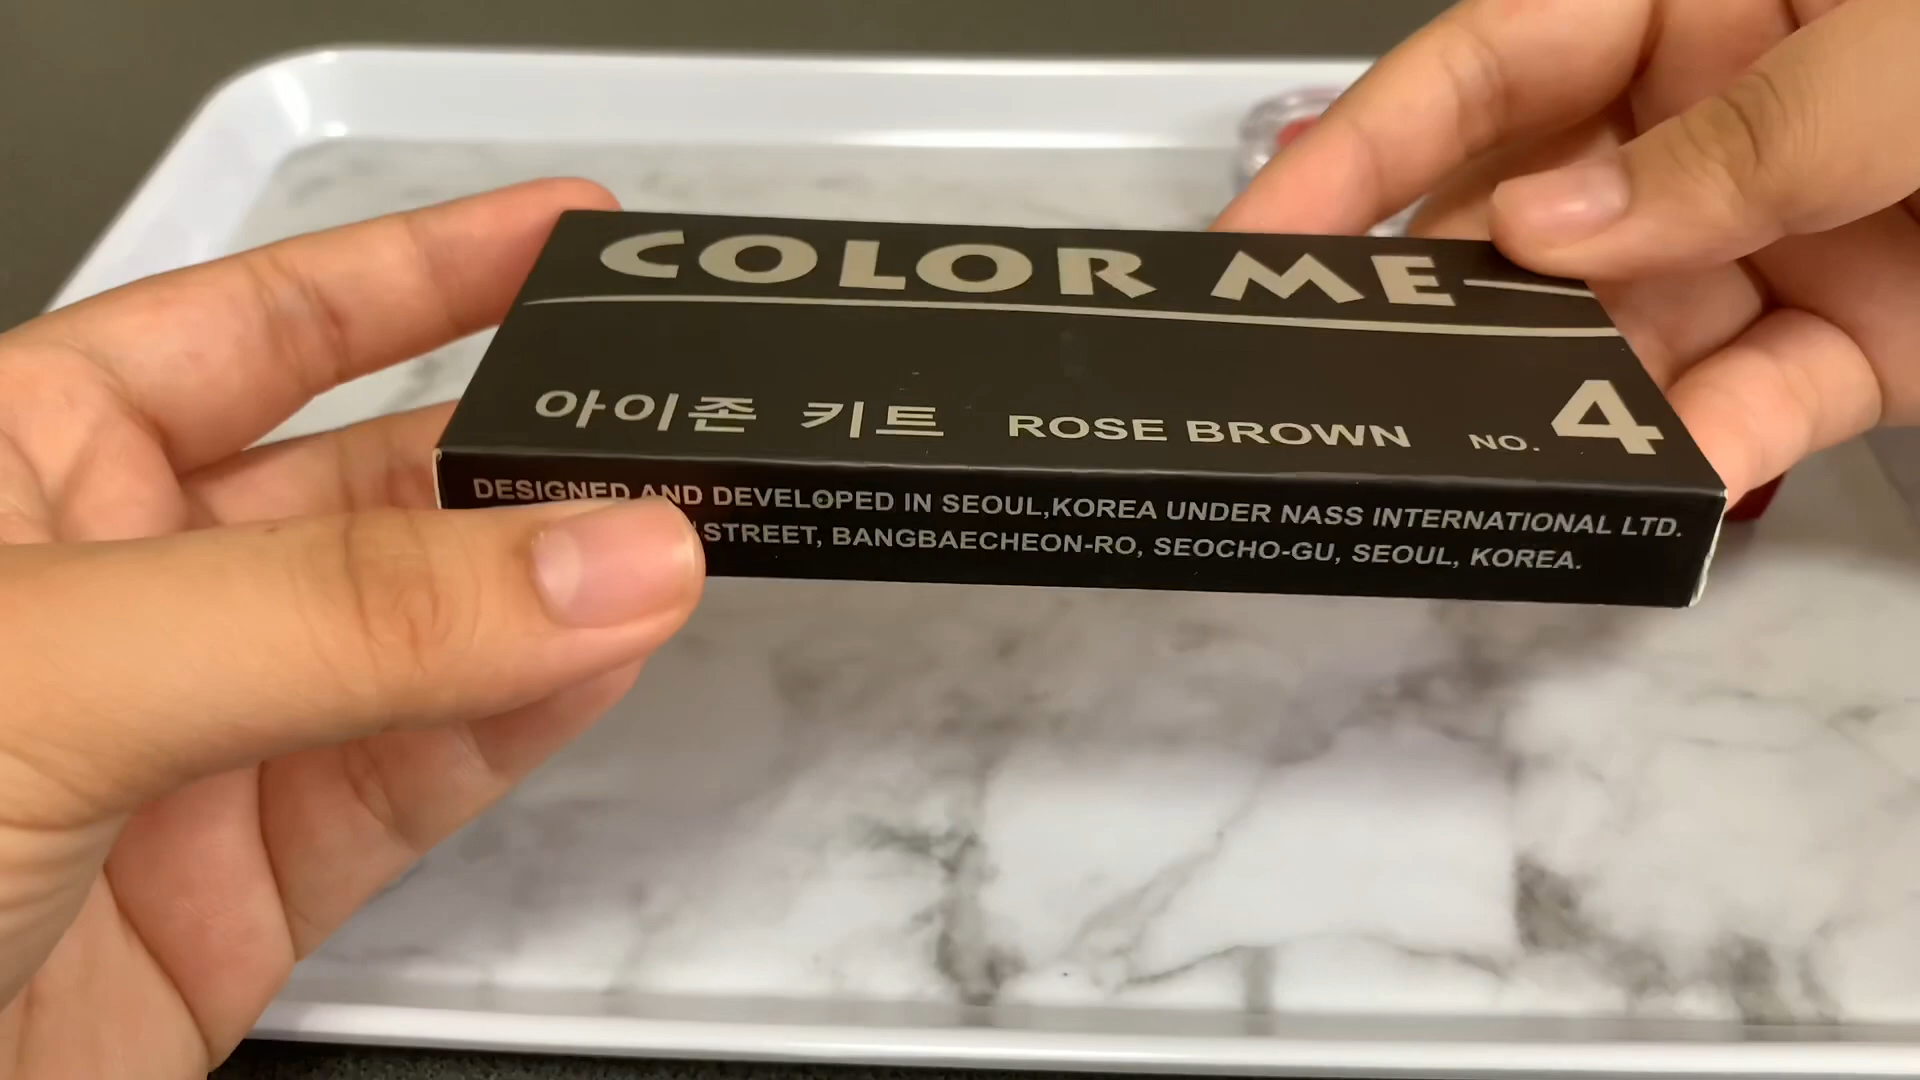 COLOR ME
아이존 키트 ROSE BROWN NO. 4
DESIGNED AND DEVELOPED IN SEOUL,KOREA UNDER NASS INTERNATIONAL LTD.
STREET, BANGBAECHEON-RO, SEOCHO-GU, SEOUL, KOREA.